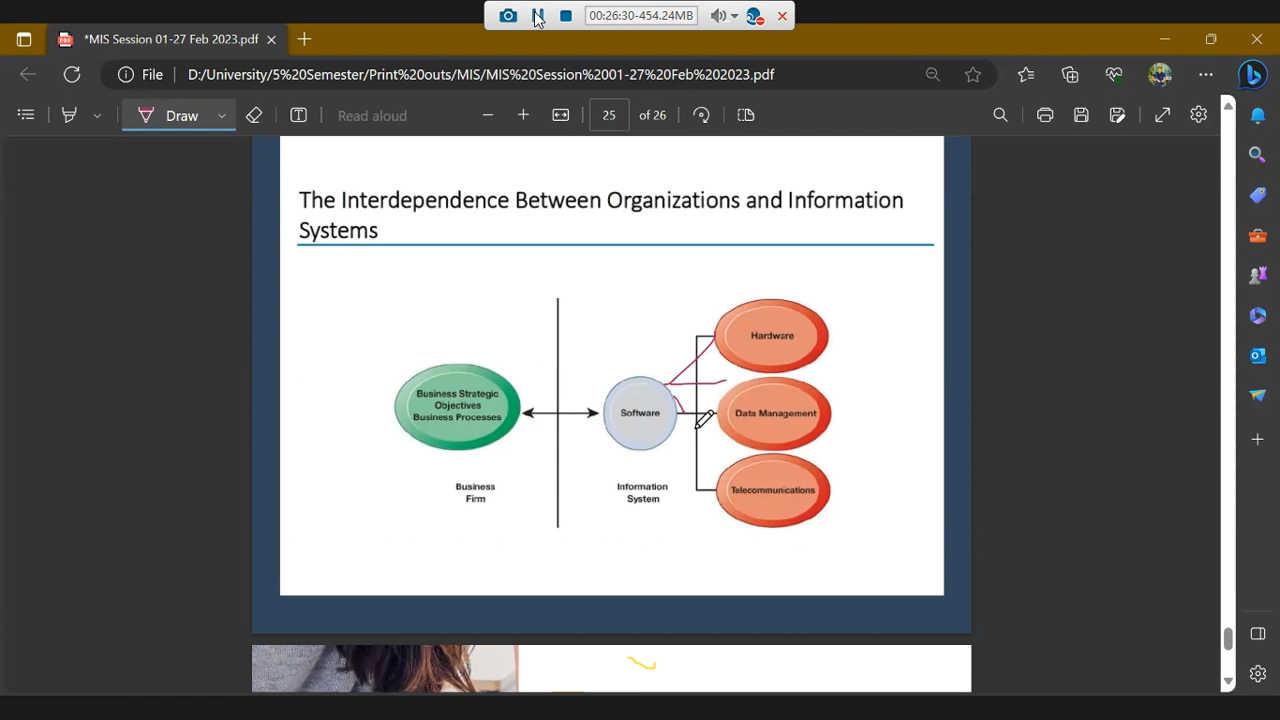 00:26:30-454.24MB
*MIS Session 01-27 Feb 2023.pdf
File D:/University/5%20Semester/Print%20outs/MIS/MIS%20Session%2001-27%20Feb%202023.pdf
Draw Read aloud 25 of 26
The Interdependence Between Organizations and Information
Systems
Hardware
Business Strategic
Objectives
Business Processes
Software
Data Management
Business
Firm
Information
System
Telecommunications